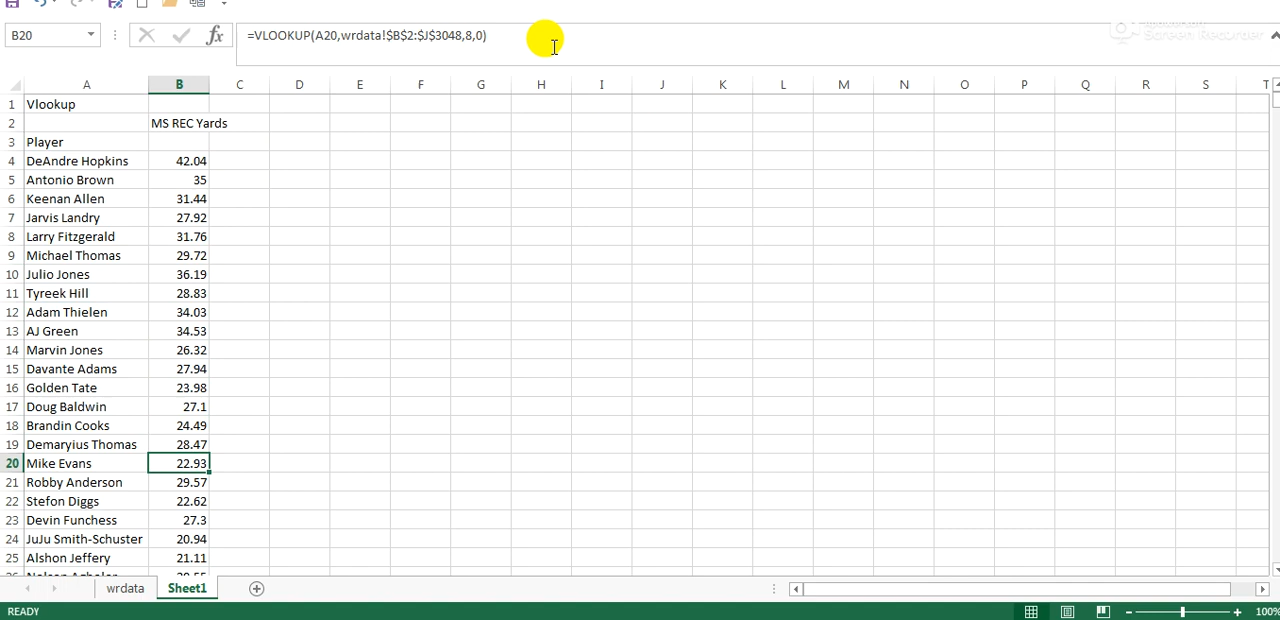 B20 fx =VLOOKUP(A20,wrdata!$B$2:$J$3048,8,0)
Screen Recorder
A B C D E F G H I J K L M N O P Q R S T
1 Vlookup
2 MS REC Yards
3 Player
4 DeAndre Hopkins 42.04
5 Antonio Brown 35
6 Keenan Allen 31.44
7 Jarvis Landry 27.92
8 Larry Fitzgerald 31.76
9 Michael Thomas 29.72
10 Julio Jones 36.19
11 Tyreek Hill 28.83
12 Adam Thielen 34.03
13 AJ Green 34.53
14 Marvin Jones 26.32
15 Davante Adams 27.94
16 Golden Tate 23.98
17 Doug Baldwin 27.1
18 Brandin Cooks 24.49
19 Demaryius Thomas 28.47
20 Mike Evans 22.93
21 Robby Anderson 29.57
22 Stefon Diggs 22.62
23 Devin Funchess 27.3
24 JuJu Smith-Schuster 20.94
25 Alshon Jeffery 21.11
wrdata Sheet1
READY 100%